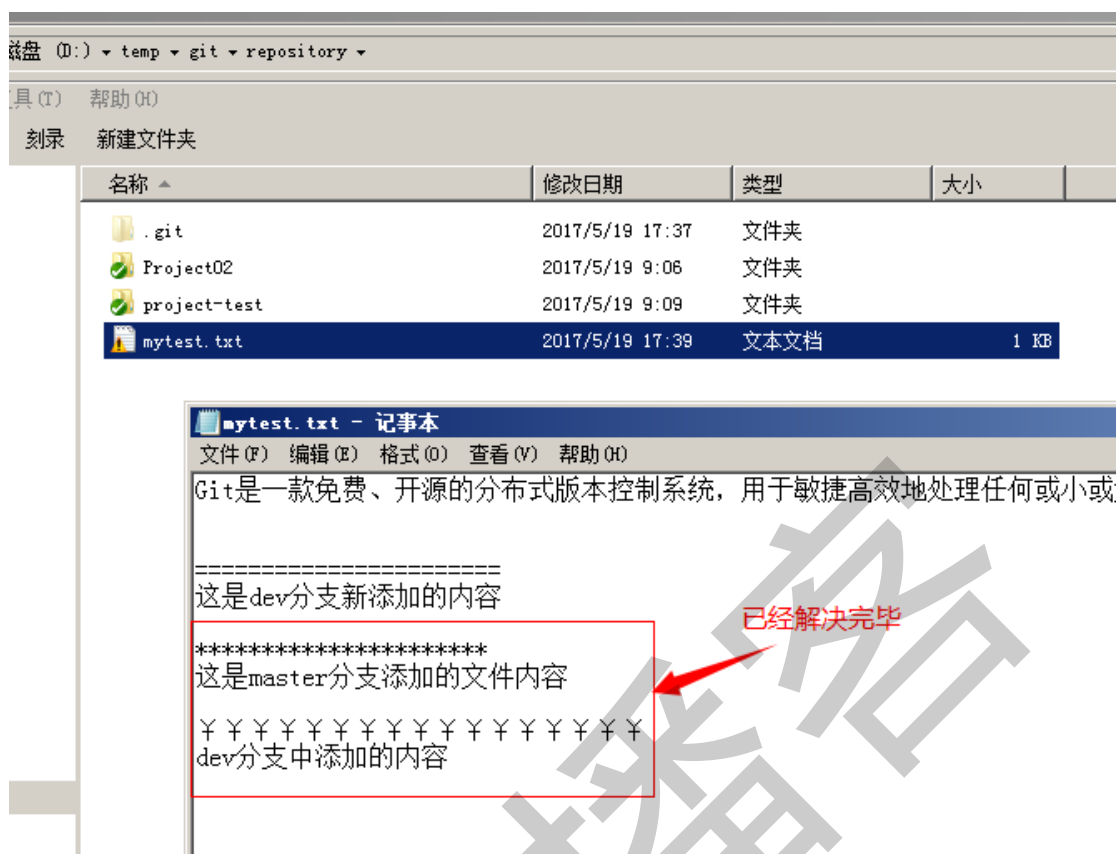 磁盘 (D:) ▾ temp ▾ git ▾ repository ▾
具(T) 帮助(H)
刻录 新建文件夹
名称 修改日期 类型 大小
.git 2017/5/19 17:37 文件夹
Project02 2017/5/19 9:06 文件夹
project-test 2017/5/19 9:09 文件夹
mytest.txt 2017/5/19 17:39 文本文档 1 KB
mytest.txt - 记事本
文件(F) 编辑(E) 格式(O) 查看(V) 帮助(H)
Git是一款免费、开源的分布式版本控制系统，用于敏捷高效地处理任何或小或
=======================
这是dev分支新添加的内容
已经解决完毕
**********************
这是master分支添加的文件内容
￥￥￥￥￥￥￥￥￥￥￥￥￥￥￥￥￥
dev分支中添加的内容
播客